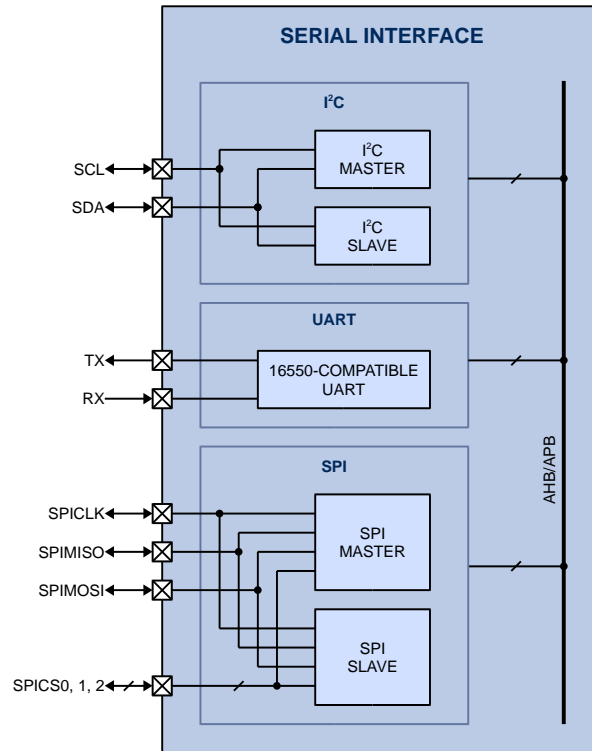 SERIAL INTERFACE
I²C
SCL
SDA
I²C
MASTER
I²C
SLAVE
UART
TX
RX
16550-COMPATIBLE
UART
SPI
SPICLK
SPIMISO
SPIMOSI
SPICS0, 1, 2
SPI
MASTER
SPI
SLAVE
AHB/APB